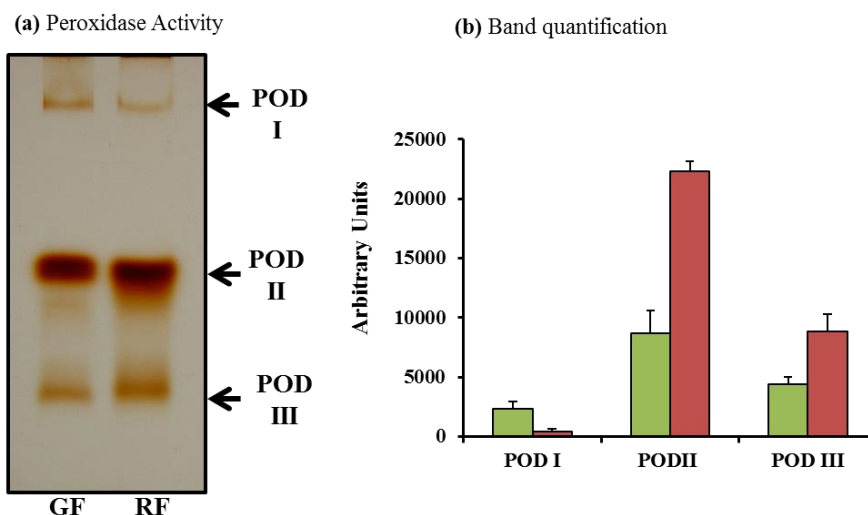 (a) Peroxidase Activity
POD
I
POD
II
POD
III
GF RF
(b) Band quantification
25000
20000
15000
10000
5000
0
Arbitrary Units
POD I PODII POD III